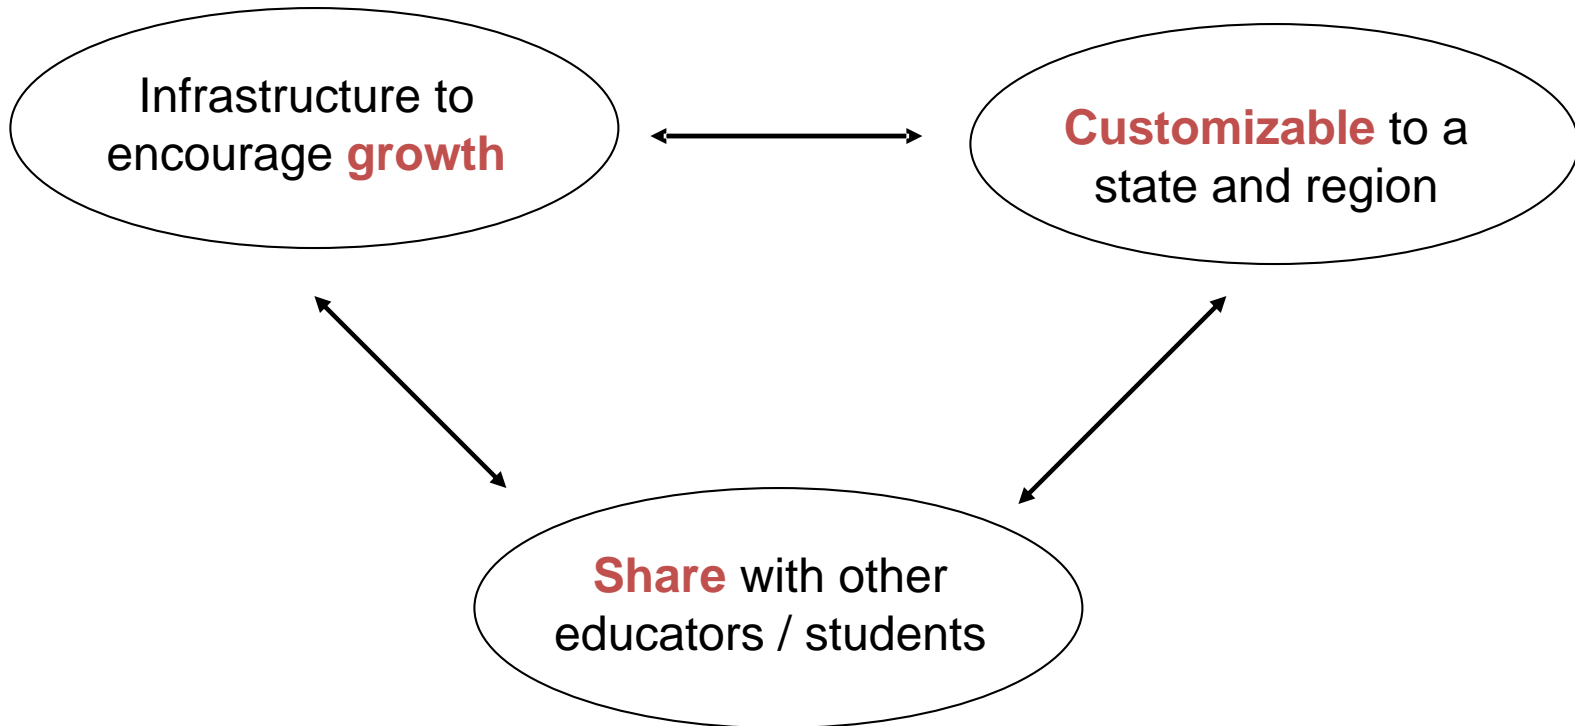 Infrastructure to
encourage growth
Customizable to a
state and region
Share with other
educators / students